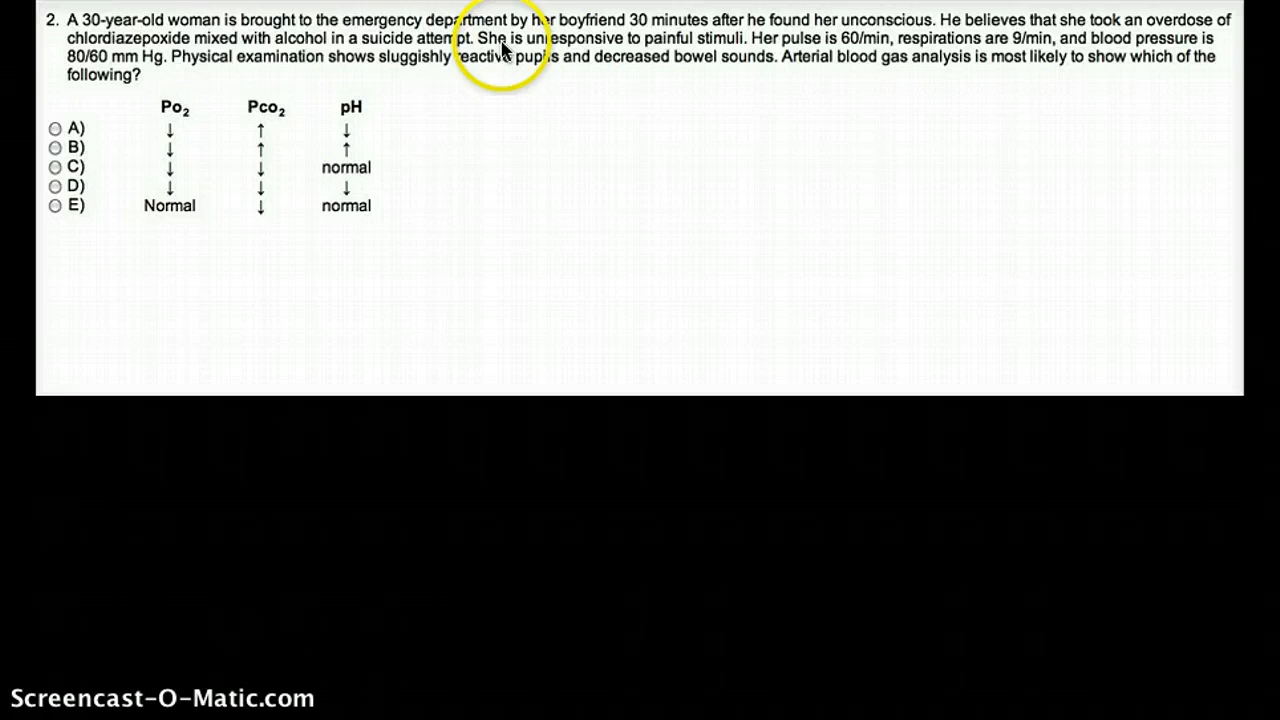 2. A 30-year-old woman is brought to the emergency department by her boyfriend 30 minutes after he found her unconscious. He believes that she took an overdose of
chlordiazepoxide mixed with alcohol in a suicide attempt. She is unresponsive to painful stimuli. Her pulse is 60/min, respirations are 9/min, and blood pressure is
80/60 mm Hg. Physical examination shows sluggishly reactive pupils and decreased bowel sounds. Arterial blood gas analysis is most likely to show which of the
following?
Po₂ Pco₂ pH
A) ↓ ↑ ↓
B) ↓ ↑ ↑
C) ↓ ↓ normal
D) ↓ ↓ ↓
E) Normal ↓ normal
Screencast-O-Matic.com